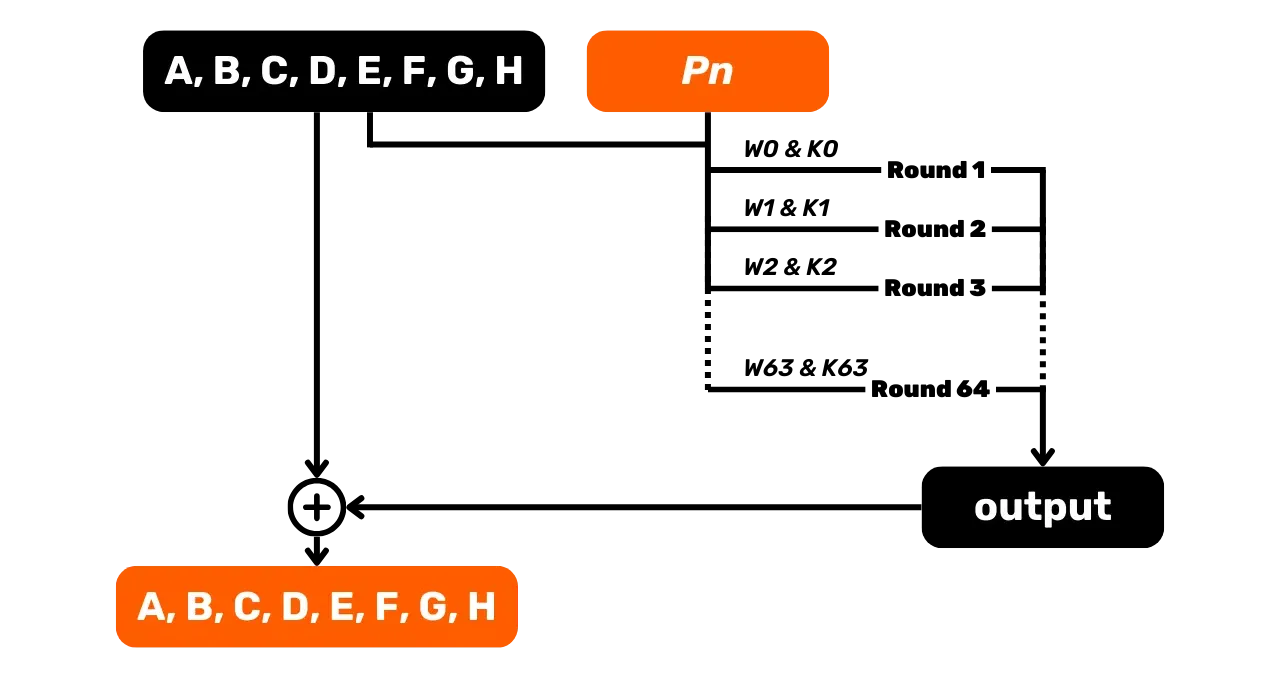 A, B, C, D, E, F, G, H
Pn
W0 & K0
Round 1
W1 & K1
Round 2
W2 & K2
Round 3
W63 & K63
Round 64
output
A, B, C, D, E, F, G, H